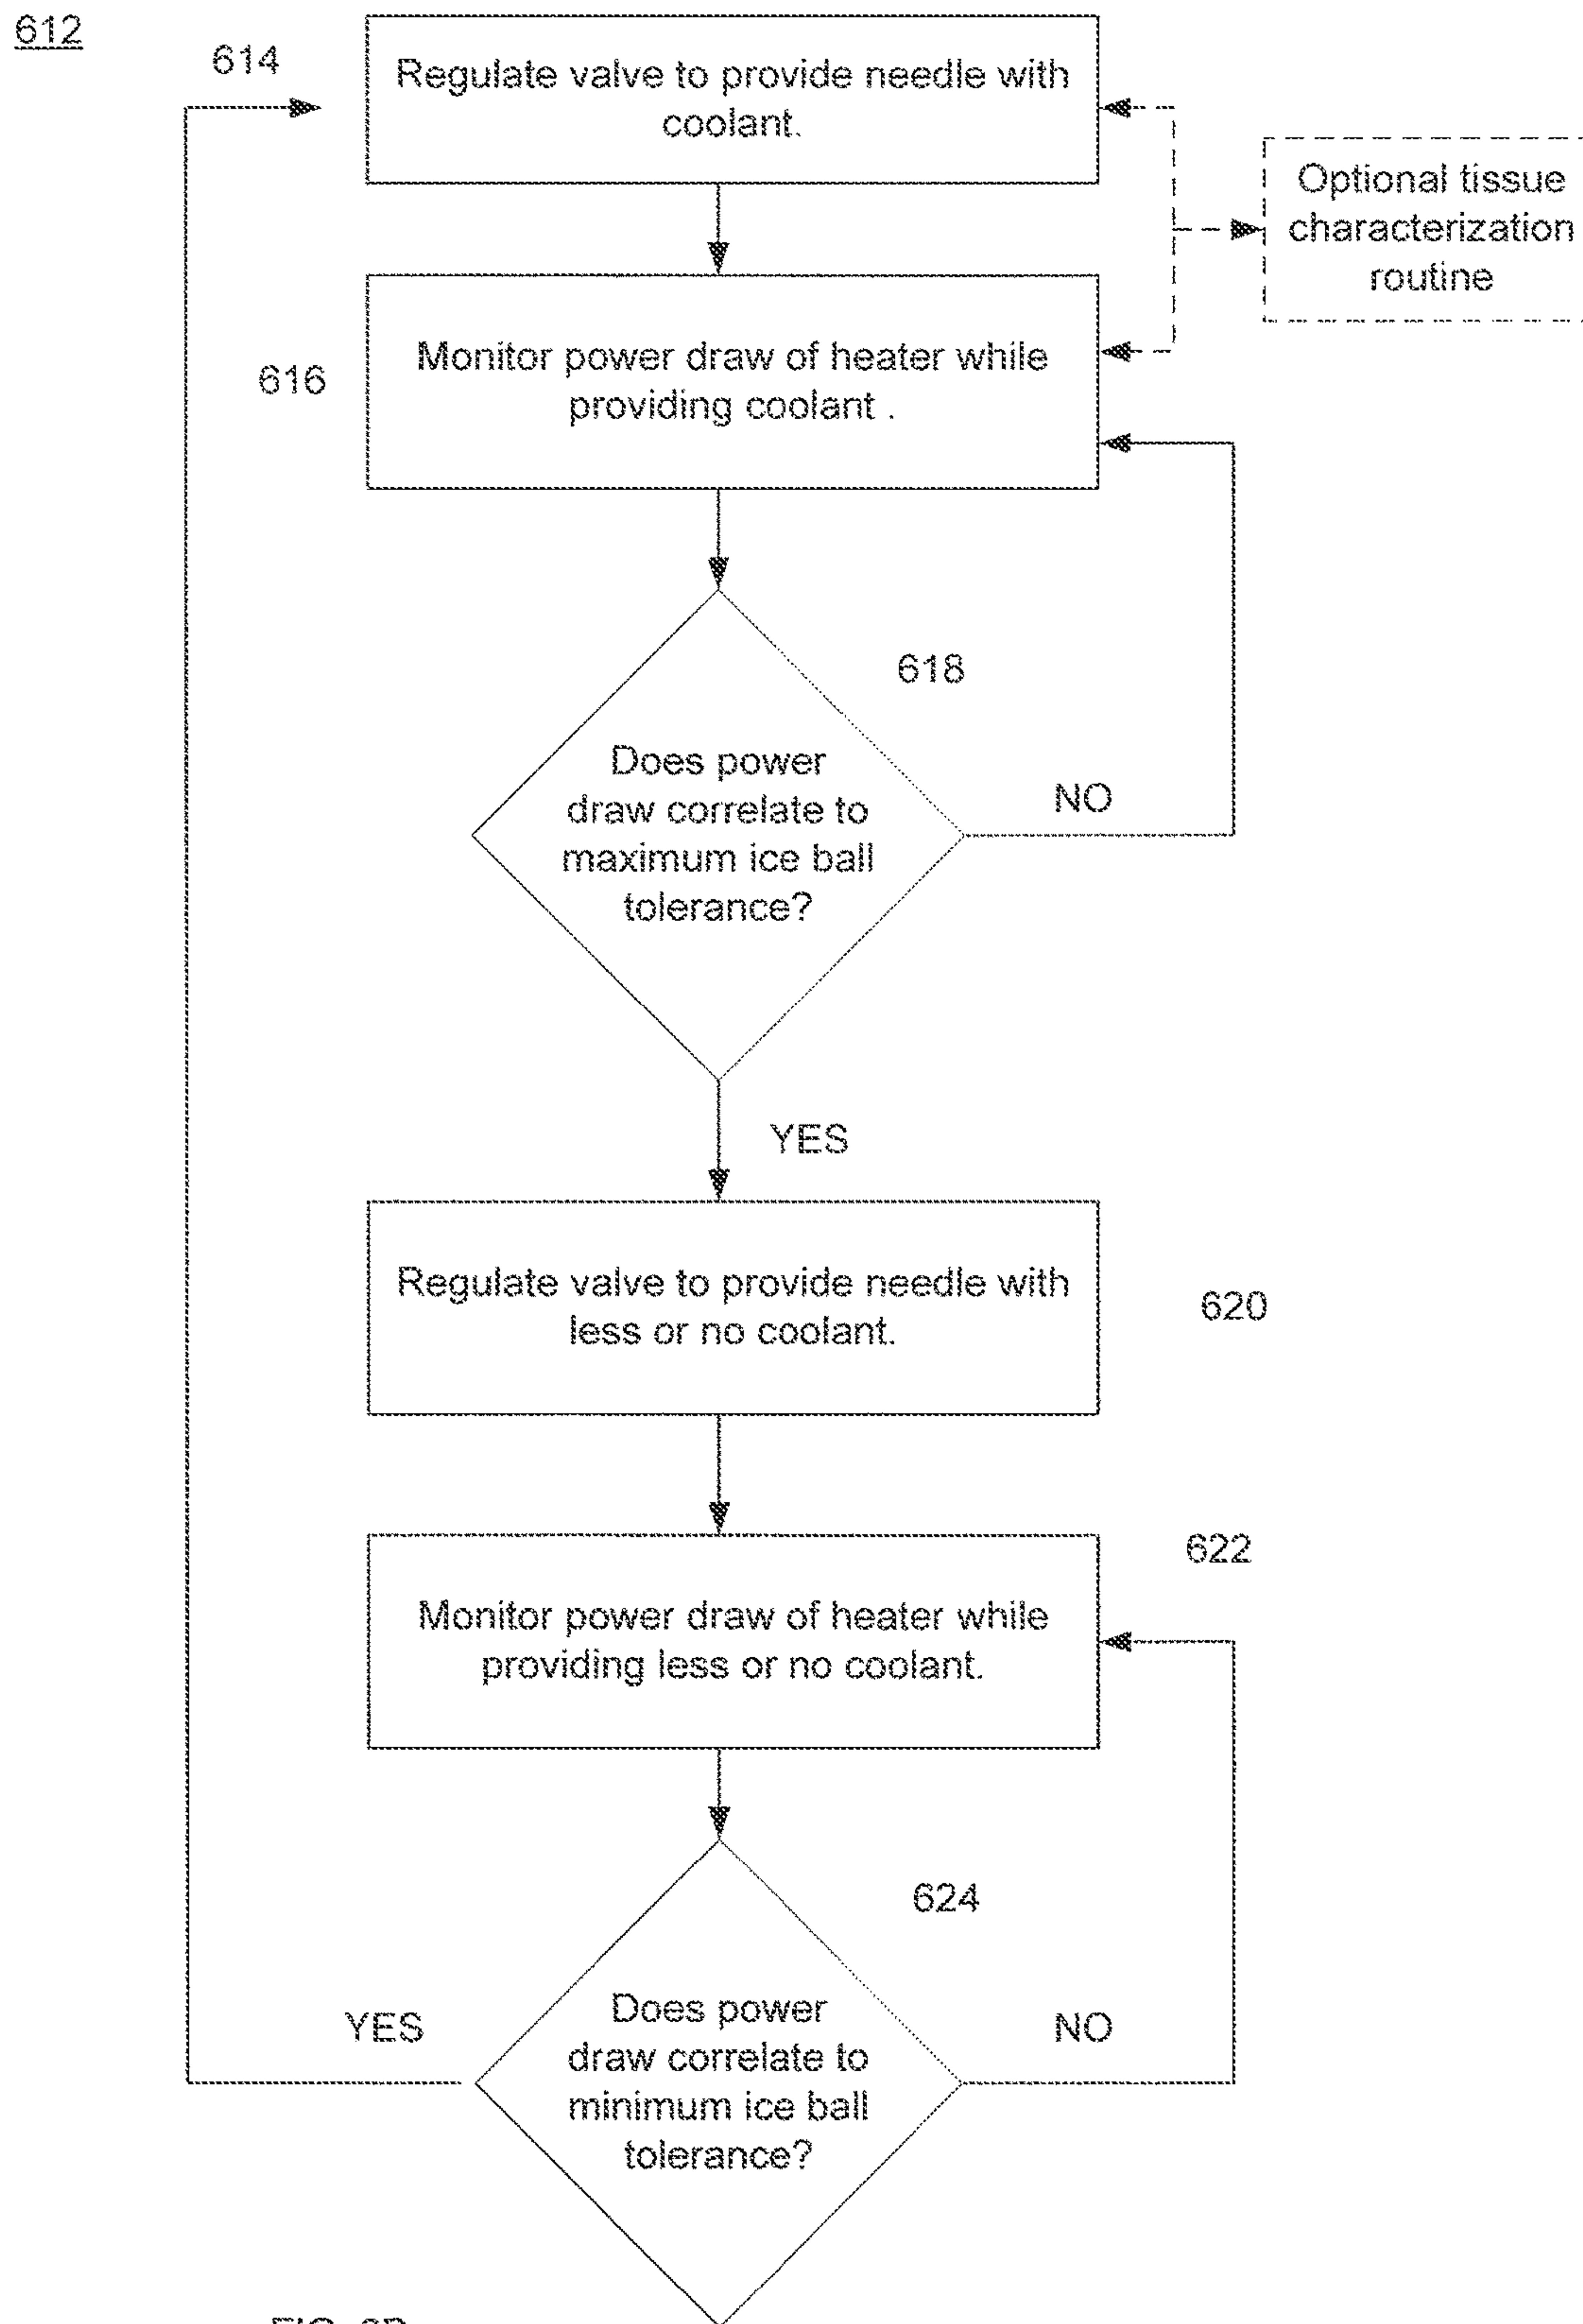 612
614
Regulate valve to provide needle with
coolant.
Optional tissue
characterization
routine
616
Monitor power draw of heater while
providing coolant .
618
Does power
draw correlate to
maximum ice ball
tolerance?
NO
YES
Regulate valve to provide needle with
less or no coolant.
620
622
Monitor power draw of heater while
providing less or no coolant.
624
Does power
draw correlate to
minimum ice ball
tolerance?
YES
NO